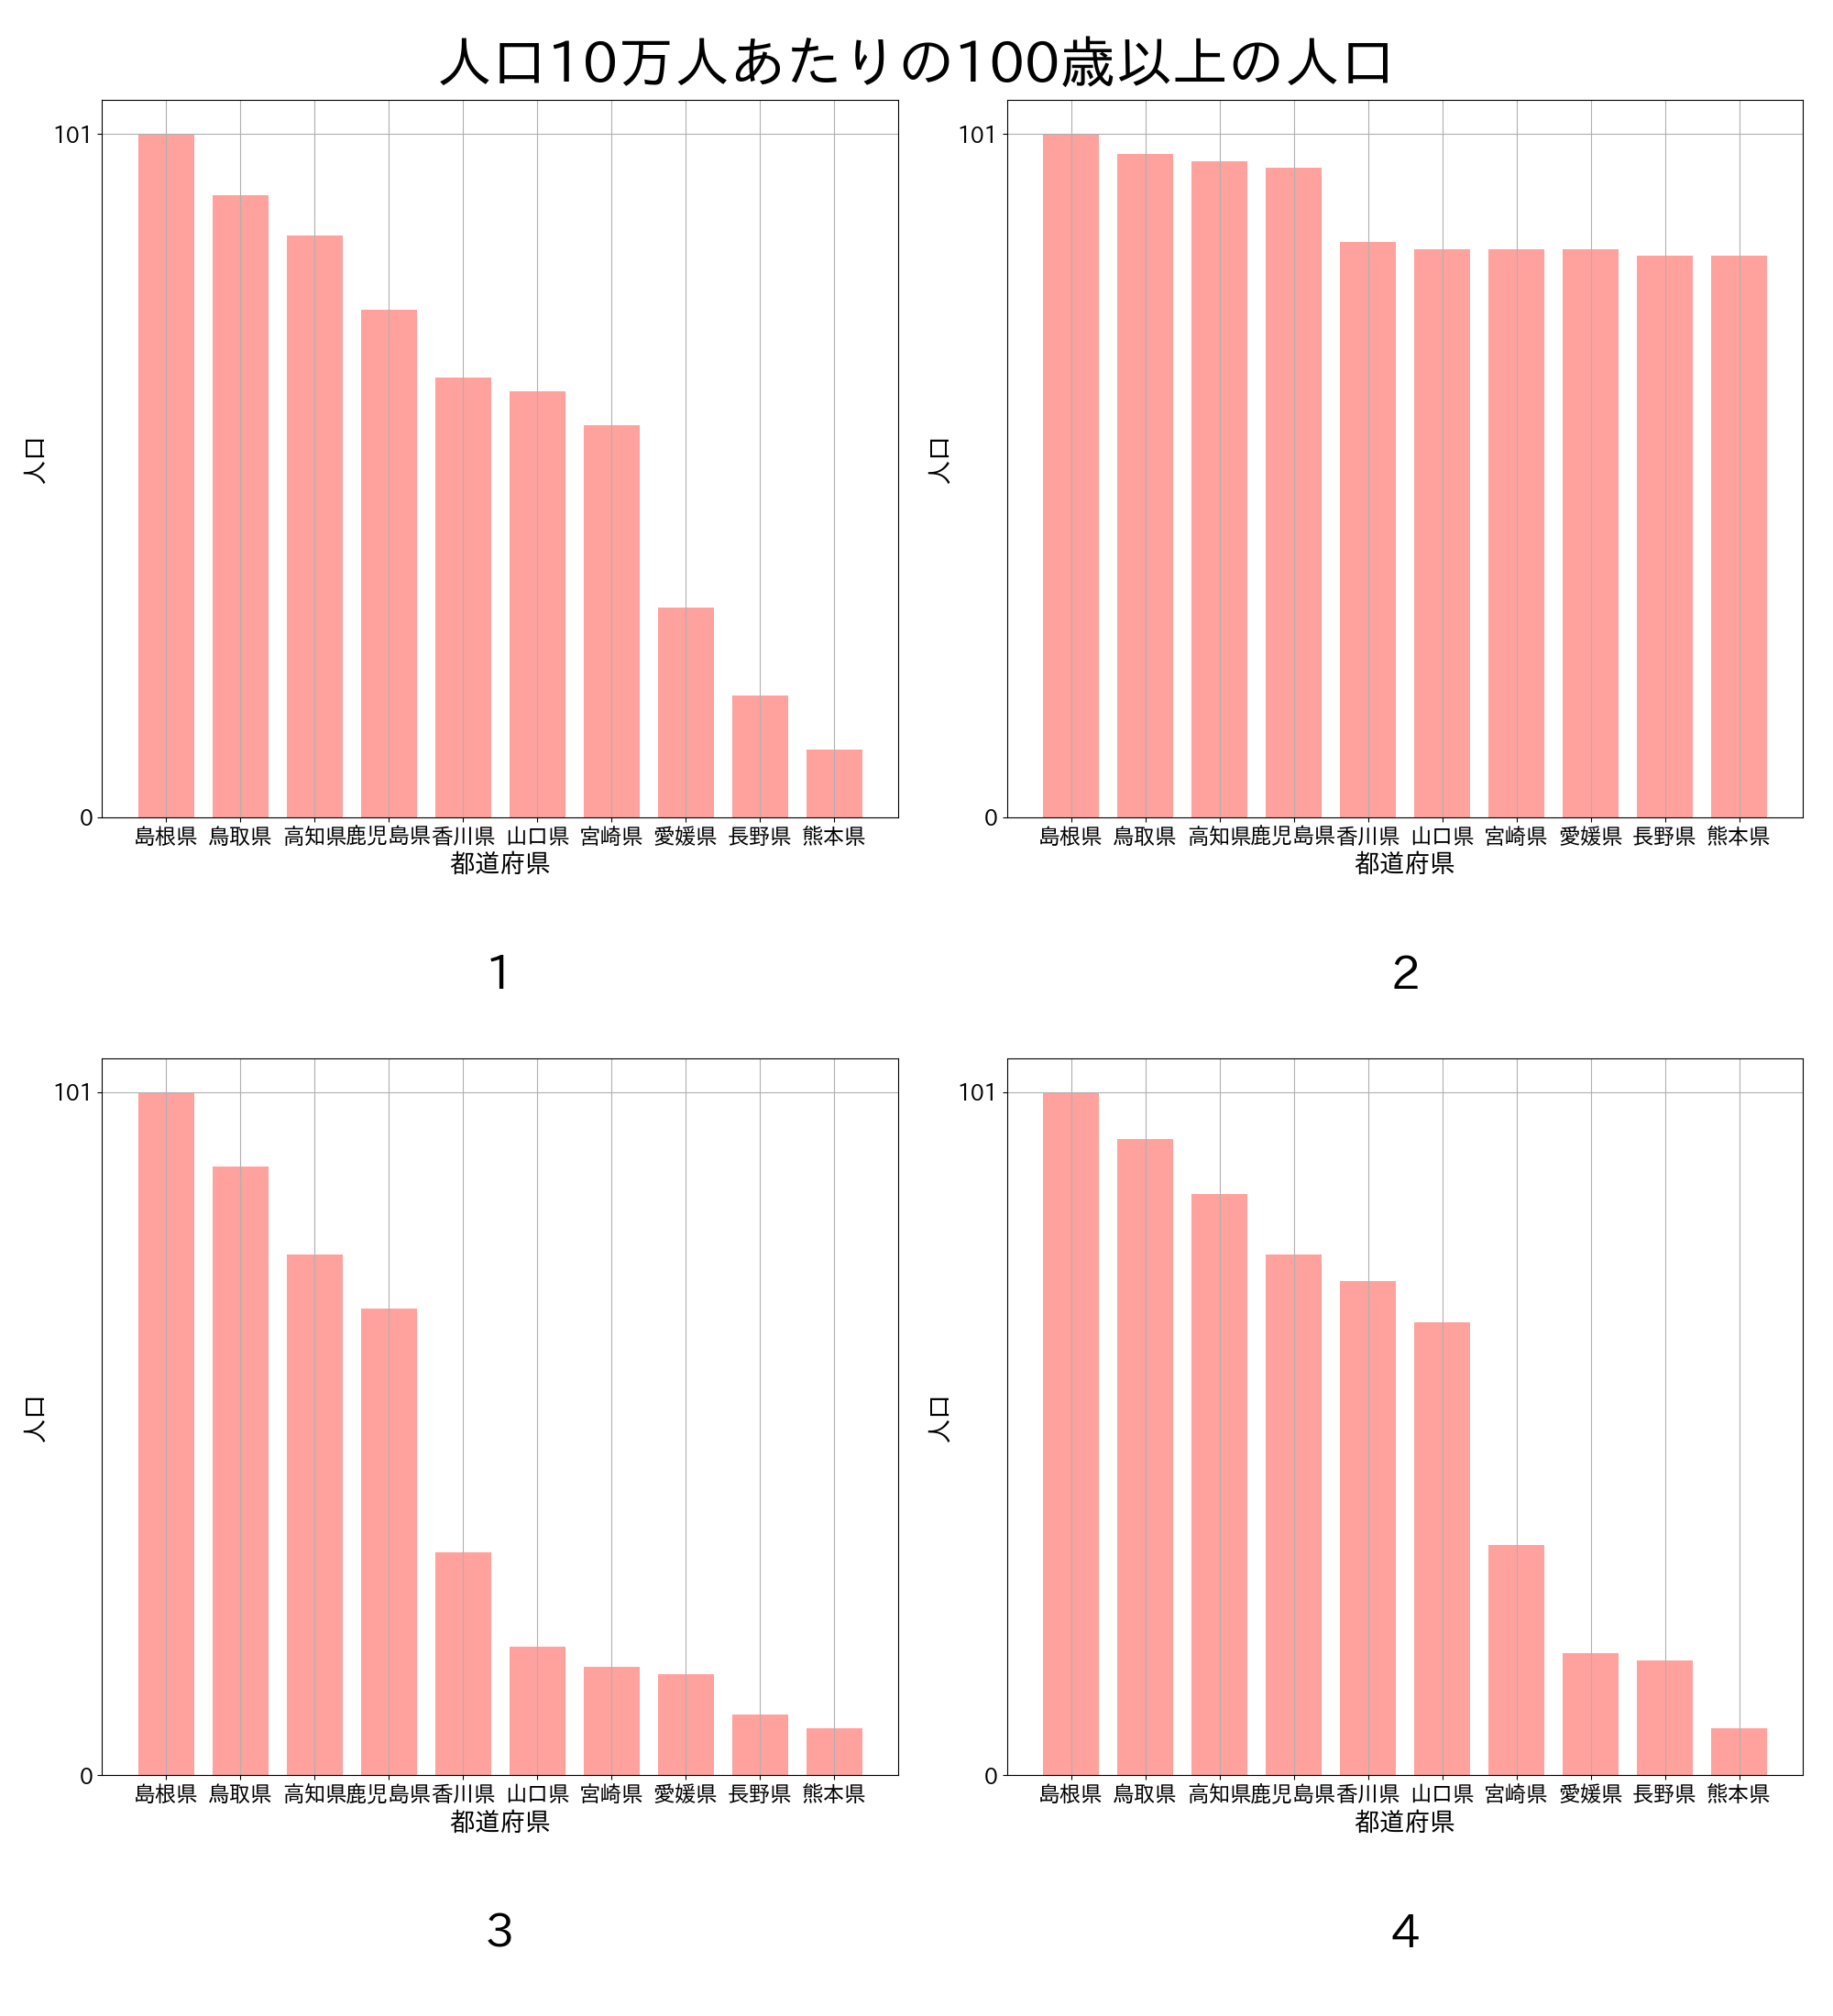 人口10万人あたりの100歳以上の人口
101
0
人口
島根県 鳥取県 高知県 鹿児島県 香川県 山口県 宮崎県 愛媛県 長野県 熊本県
都道府県
1
101
0
人口
島根県 鳥取県 高知県 鹿児島県 香川県 山口県 宮崎県 愛媛県 長野県 熊本県
都道府県
2
101
0
人口
島根県 鳥取県 高知県 鹿児島県 香川県 山口県 宮崎県 愛媛県 長野県 熊本県
都道府県
3
101
0
人口
島根県 鳥取県 高知県 鹿児島県 香川県 山口県 宮崎県 愛媛県 長野県 熊本県
都道府県
4